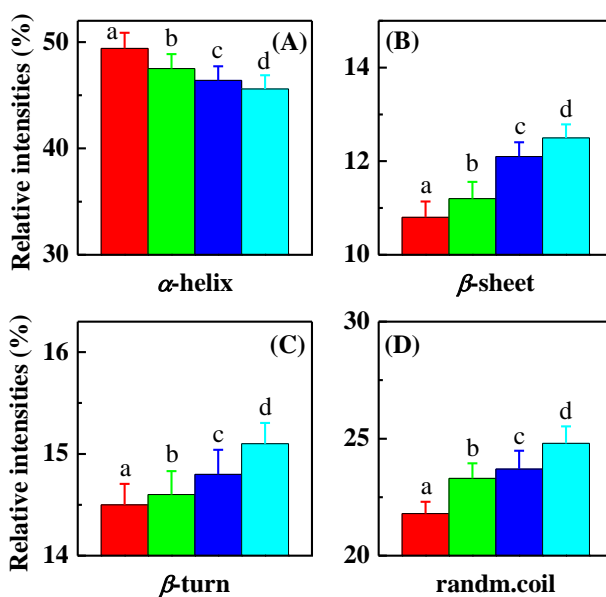 Relative intensities (%)
50
40
30
a
b
c
d
(A)
α-helix
14
12
10
a
b
c
d
(B)
β-sheet
Relative intensities (%)
16
15
14
a
b
c
d
(C)
β-turn
30
25
20
a
b
c
d
(D)
randm.coil